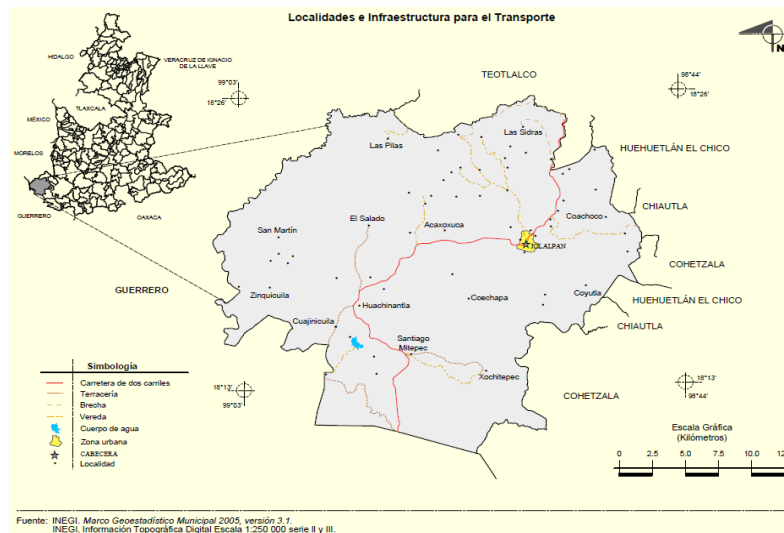 Localidades e Infraestructura para el Transporte
N
HIDALGO
VERACRUZ DE IGNACIO
DE LA LLAVE
TLAXCALA
MÉXICO
MORELOS
GUERRERO
OAXACA
99°03'
18°26'
TEOTLALCO
98°44'
18°26'
Las Pilas
Las Sidras
HUEHUETLÁN EL CHICO
CHIAUTLA
El Salado
Acaxoxuca
Coachoco
San Martín
JOLALPAN
COHETZALA
GUERRERO
Zinquicuila
Huachinantla
Coechapa
Coyutla
HUEHUETLÁN EL CHICO
Cuajinicuila
CHIAUTLA
Santiago
Mitepec
Xochitepec
18°13'
99°03'
18°13'
98°44'
COHETZALA
Simbología
Carretera de dos carriles
Terracería
Brecha
Vereda
Cuerpo de agua
Zona urbana
CABECERA
Localidad
Escala Gráfica
(Kilómetros)
0 2.5 5.0 7.5 10.0
Fuente: INEGI. Marco Geoestadístico Municipal 2005, versión 3.1.
INEGI. Información Topográfica Digital Escala 1:250 000 serie II y III.